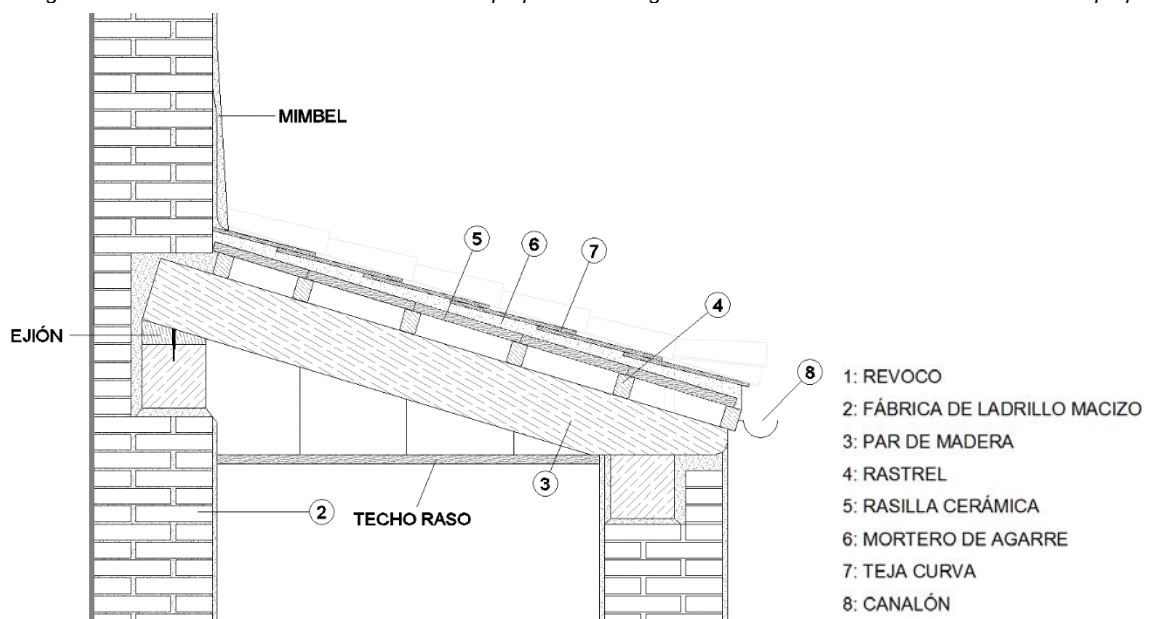 MIMBEL
5
6
7
4
EJIÓN
8
3
2
TECHO RASO
1: REVOCO
2: FÁBRICA DE LADRILLO MACIZO
3: PAR DE MADERA
4: RASTREL
5: RASILLA CERÁMICA
6: MORTERO DE AGARRE
7: TEJA CURVA
8: CANALÓN